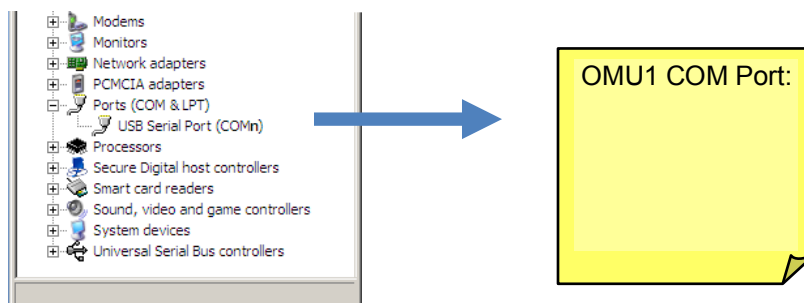 Modems
Monitors
Network adapters
PCMCIA adapters
Ports (COM & LPT)
USB Serial Port (COMn)
Processors
Secure Digital host controllers
Smart card readers
Sound, video and game controllers
System devices
Universal Serial Bus controllers
OMU1 COM Port: